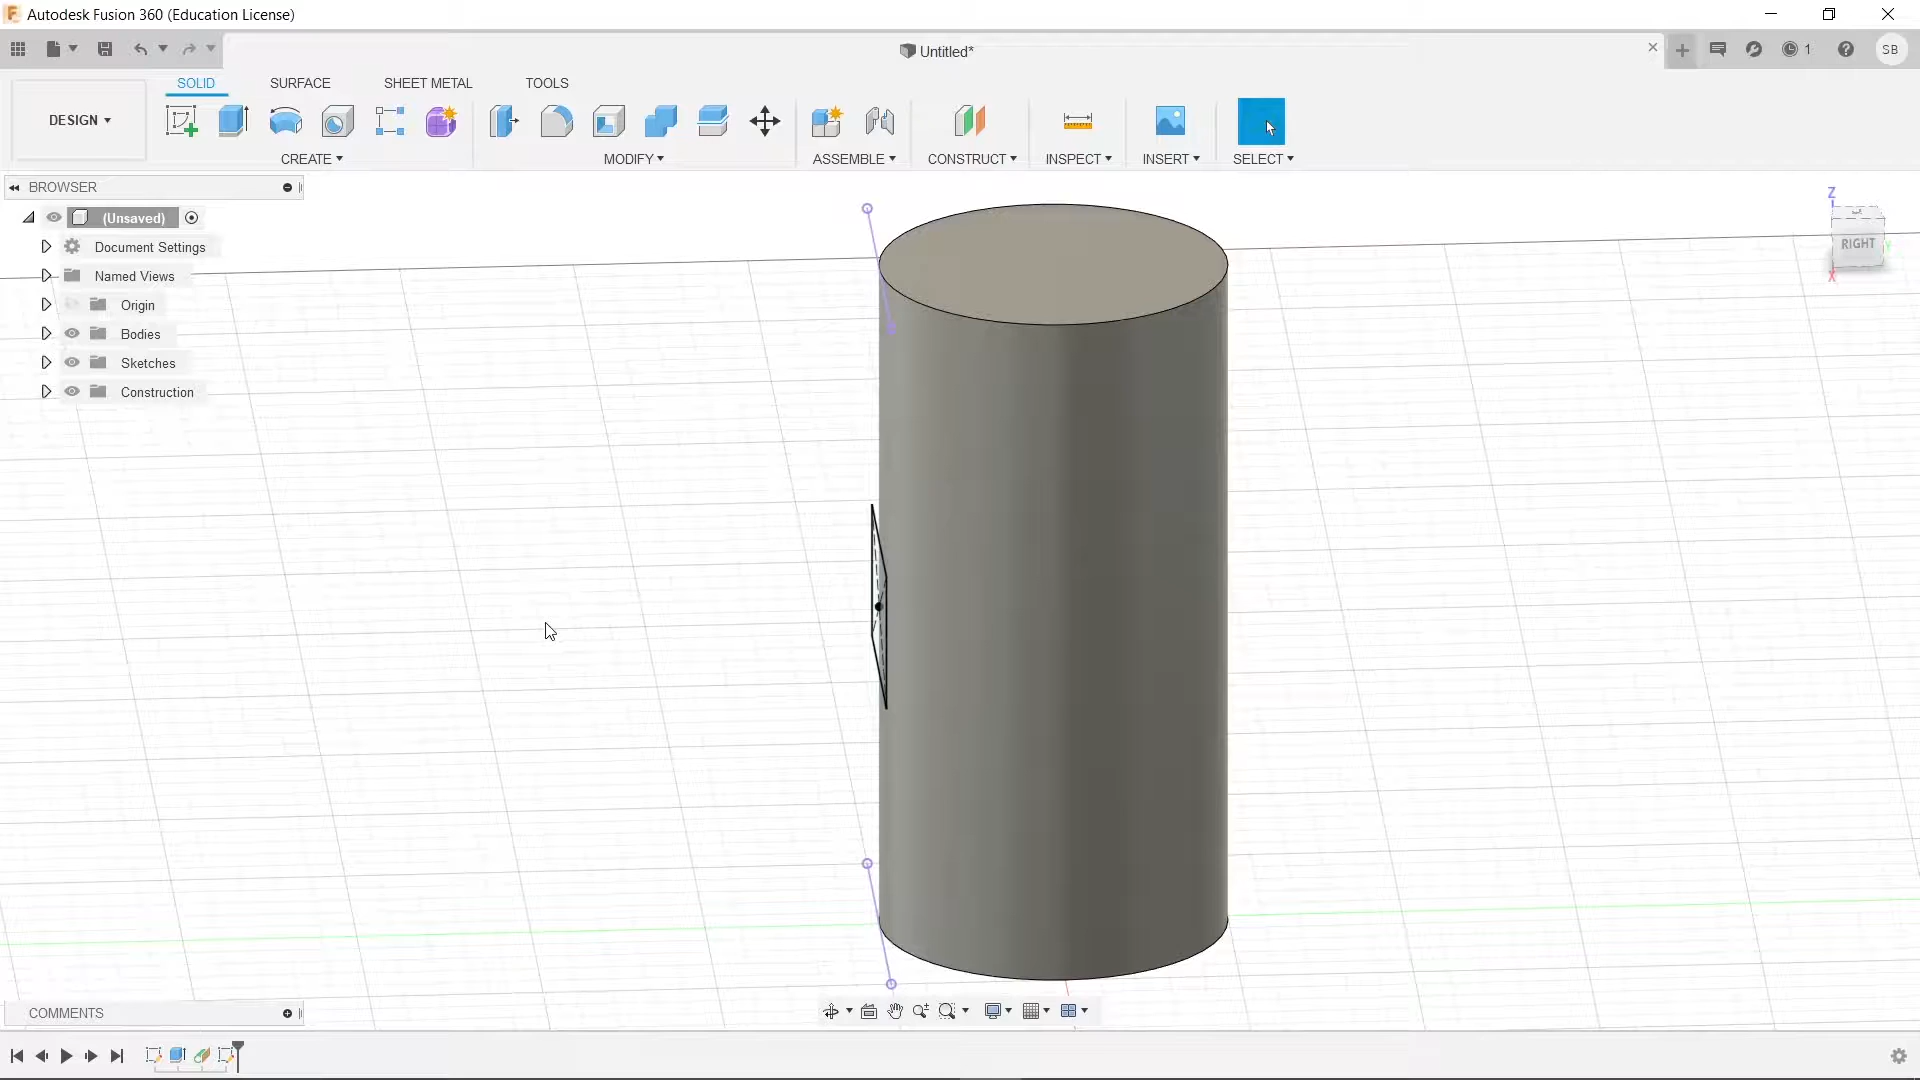 Autodesk Fusion 360 (Education License)
Untitled*
1
SB
SOLID SURFACE SHEET METAL TOOLS
DESIGN
CREATE MODIFY ASSEMBLE CONSTRUCT INSPECT INSERT SELECT
BROWSER
(Unsaved)
Document Settings
Named Views
Origin
Bodies
Sketches
Construction
Z
RIGHT
Y
X
COMMENTS